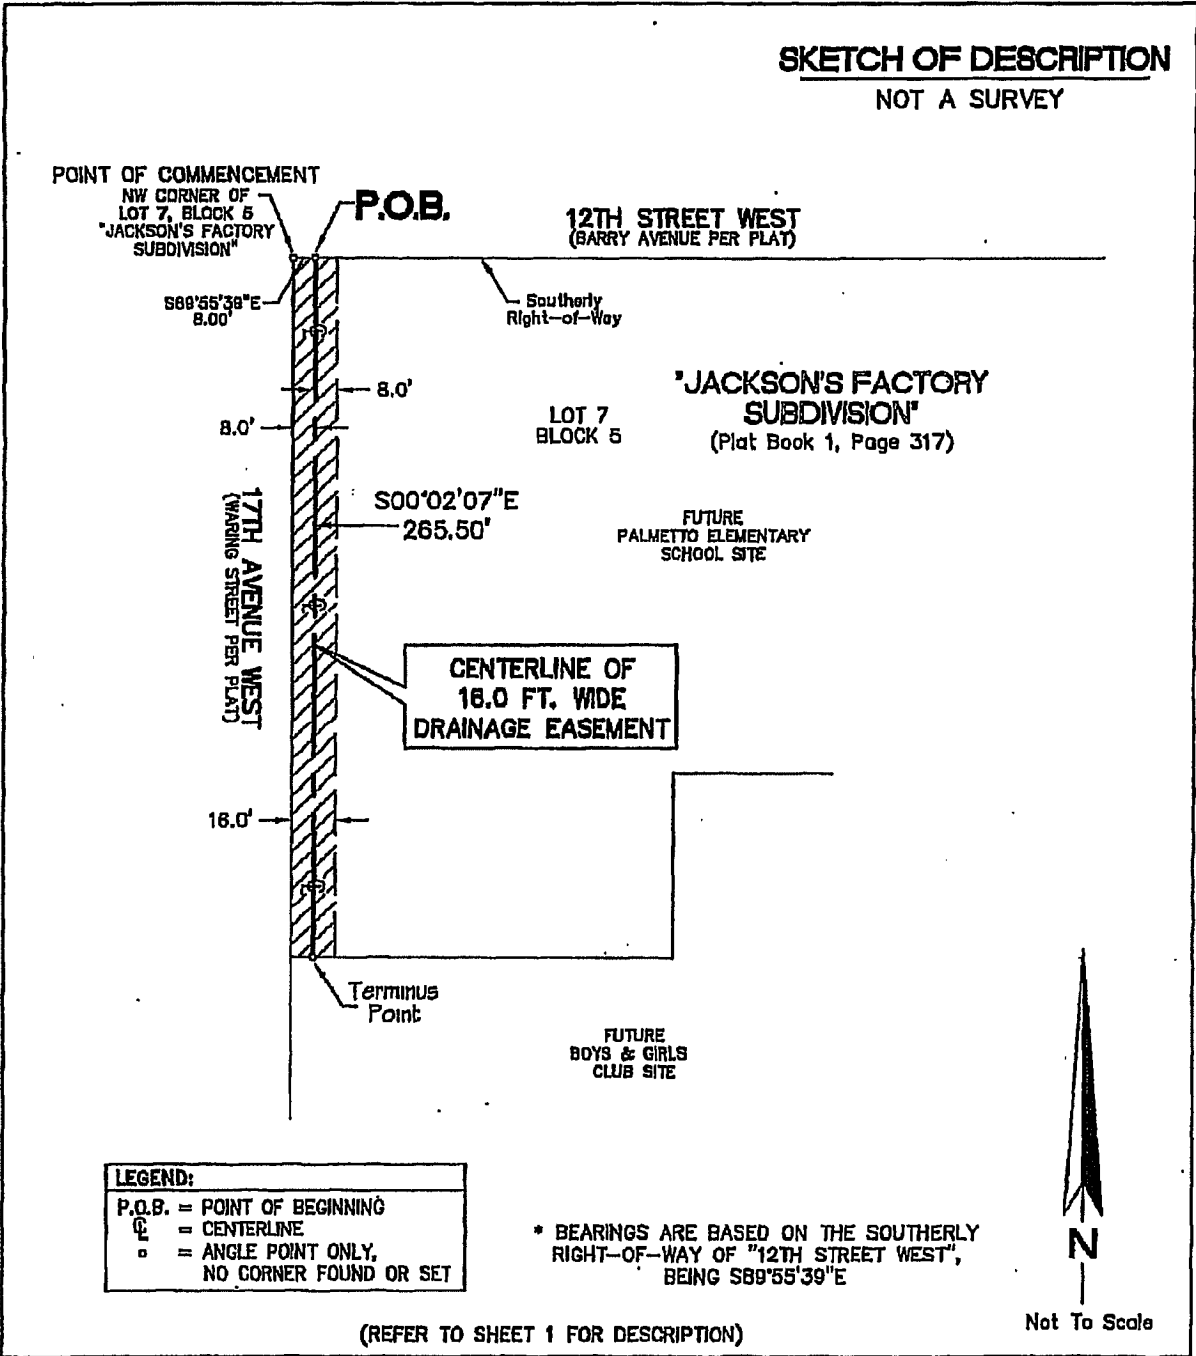 SKETCH OF DESCRIPTION
NOT A SURVEY
POINT OF COMMENCEMENT
NW CORNER OF
LOT 7, BLOCK 5
"JACKSON'S FACTORY
SUBDIVISION"
P.O.B.
12TH STREET WEST
(BARRY AVENUE PER PLAT)
S89°55'39"E
8.00'
Southerly
Right-of-Way
8.0'
8.0'
LOT 7
BLOCK 5
"JACKSON'S FACTORY
SUBDIVISION"
(Plat Book 1, Page 317)
S00°02'07"E
265.50'
FUTURE
PALMETTO ELEMENTARY
SCHOOL SITE
17TH AVENUE WEST
(WARING STREET PER PLAT)
CENTERLINE OF
16.0 FT. WIDE
DRAINAGE EASEMENT
16.0'
Terminus
Point
FUTURE
BOYS & GIRLS
CLUB SITE
LEGEND:
P.O.B. = POINT OF BEGINNING
℄ = CENTERLINE
▫ = ANGLE POINT ONLY,
NO CORNER FOUND OR SET
* BEARINGS ARE BASED ON THE SOUTHERLY
RIGHT-OF-WAY OF "12TH STREET WEST",
BEING S89°55'39"E
N
Not To Scale
(REFER TO SHEET 1 FOR DESCRIPTION)